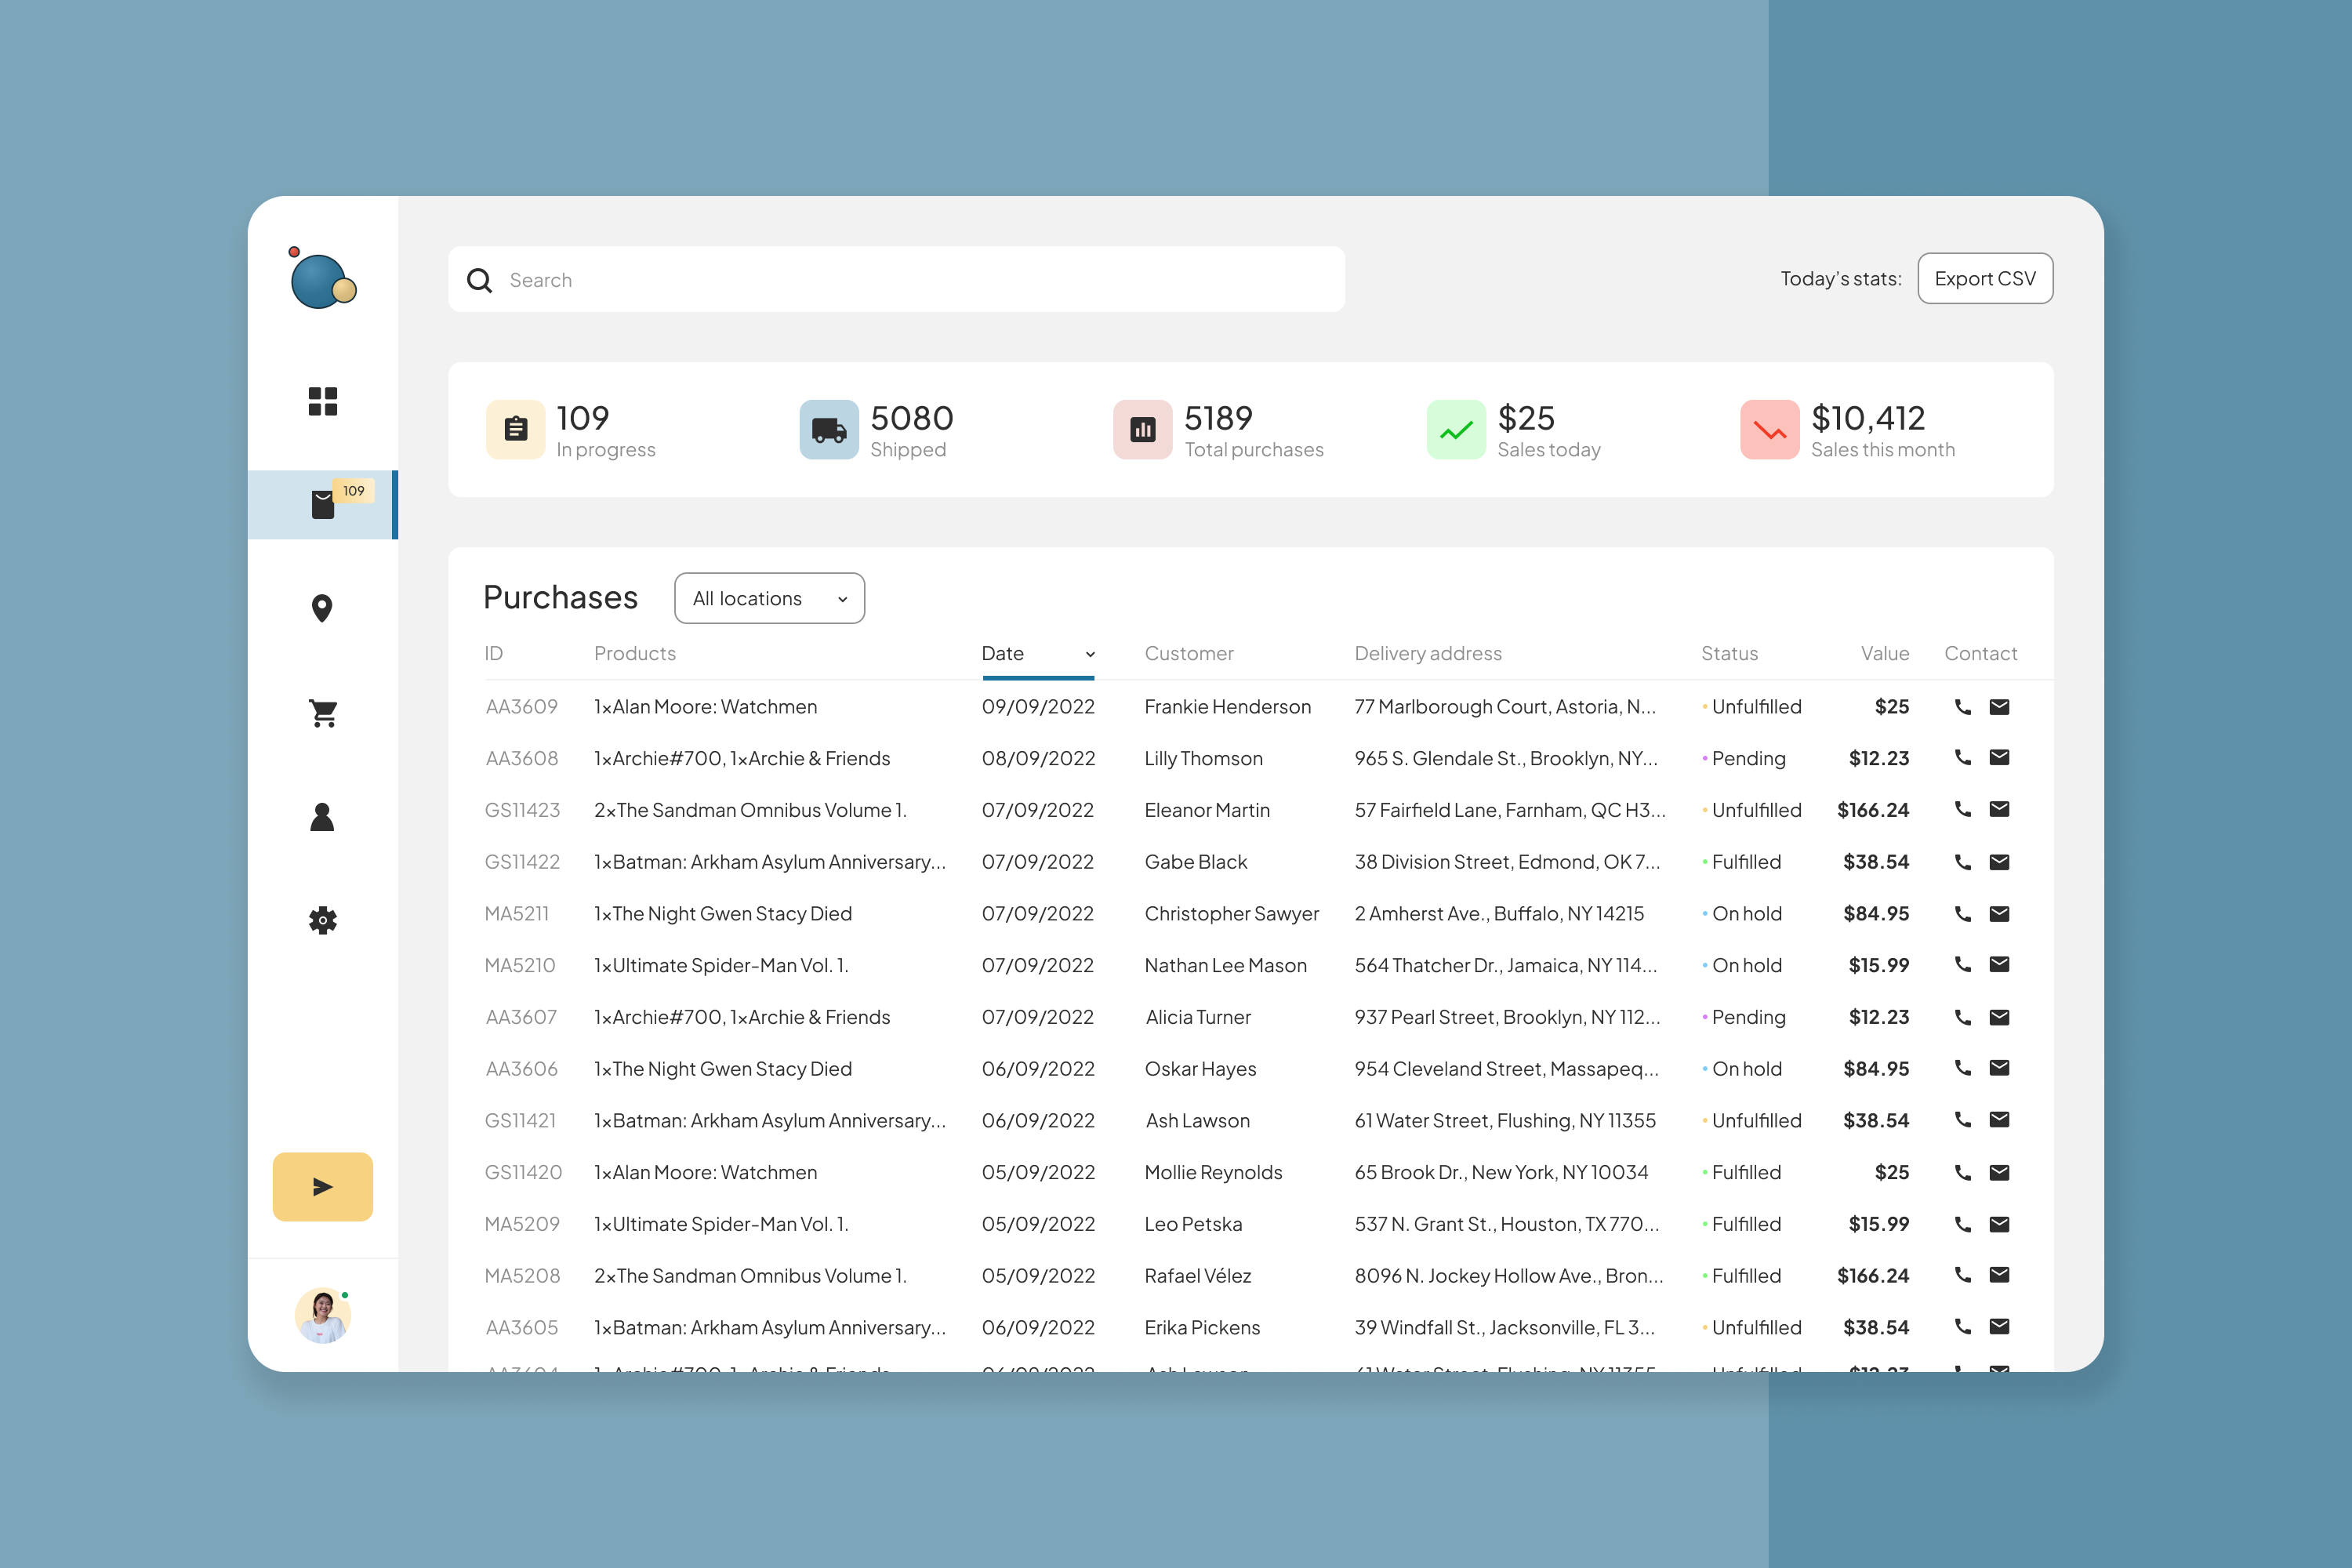 Search
Today's stats: Export CSV
109 5080 5189 $25 $10,412
In progress Shipped Total purchases Sales today Sales this month
109
Purchases All locations
ID Products Date Customer Delivery address Status Value Contact
AA3609 1×Alan Moore: Watchmen 09/09/2022 Frankie Henderson 77 Marlborough Court, Astoria, N... Unfulfilled $25
AA3608 1×Archie#700, 1×Archie & Friends 08/09/2022 Lilly Thomson 965 S. Glendale St., Brooklyn, NY... Pending $12.23
GS11423 2×The Sandman Omnibus Volume 1. 07/09/2022 Eleanor Martin 57 Fairfield Lane, Farnham, QC H3... Unfulfilled $166.24
GS11422 1×Batman: Arkham Asylum Anniversary... 07/09/2022 Gabe Black 38 Division Street, Edmond, OK 7... Fulfilled $38.54
MA5211 1×The Night Gwen Stacy Died 07/09/2022 Christopher Sawyer 2 Amherst Ave., Buffalo, NY 14215 On hold $84.95
MA5210 1×Ultimate Spider-Man Vol. 1. 07/09/2022 Nathan Lee Mason 564 Thatcher Dr., Jamaica, NY 114... On hold $15.99
AA3607 1×Archie#700, 1×Archie & Friends 07/09/2022 Alicia Turner 937 Pearl Street, Brooklyn, NY 112... Pending $12.23
AA3606 1×The Night Gwen Stacy Died 06/09/2022 Oskar Hayes 954 Cleveland Street, Massapeq... On hold $84.95
GS11421 1×Batman: Arkham Asylum Anniversary... 06/09/2022 Ash Lawson 61 Water Street, Flushing, NY 11355 Unfulfilled $38.54
GS11420 1×Alan Moore: Watchmen 05/09/2022 Mollie Reynolds 65 Brook Dr., New York, NY 10034 Fulfilled $25
MA5209 1×Ultimate Spider-Man Vol. 1. 05/09/2022 Leo Petska 537 N. Grant St., Houston, TX 770... Fulfilled $15.99
MA5208 2×The Sandman Omnibus Volume 1. 05/09/2022 Rafael Vélez 8096 N. Jockey Hollow Ave., Bron... Fulfilled $166.24
AA3605 1×Batman: Arkham Asylum Anniversary... 06/09/2022 Erika Pickens 39 Windfall St., Jacksonville, FL 3... Unfulfilled $38.54